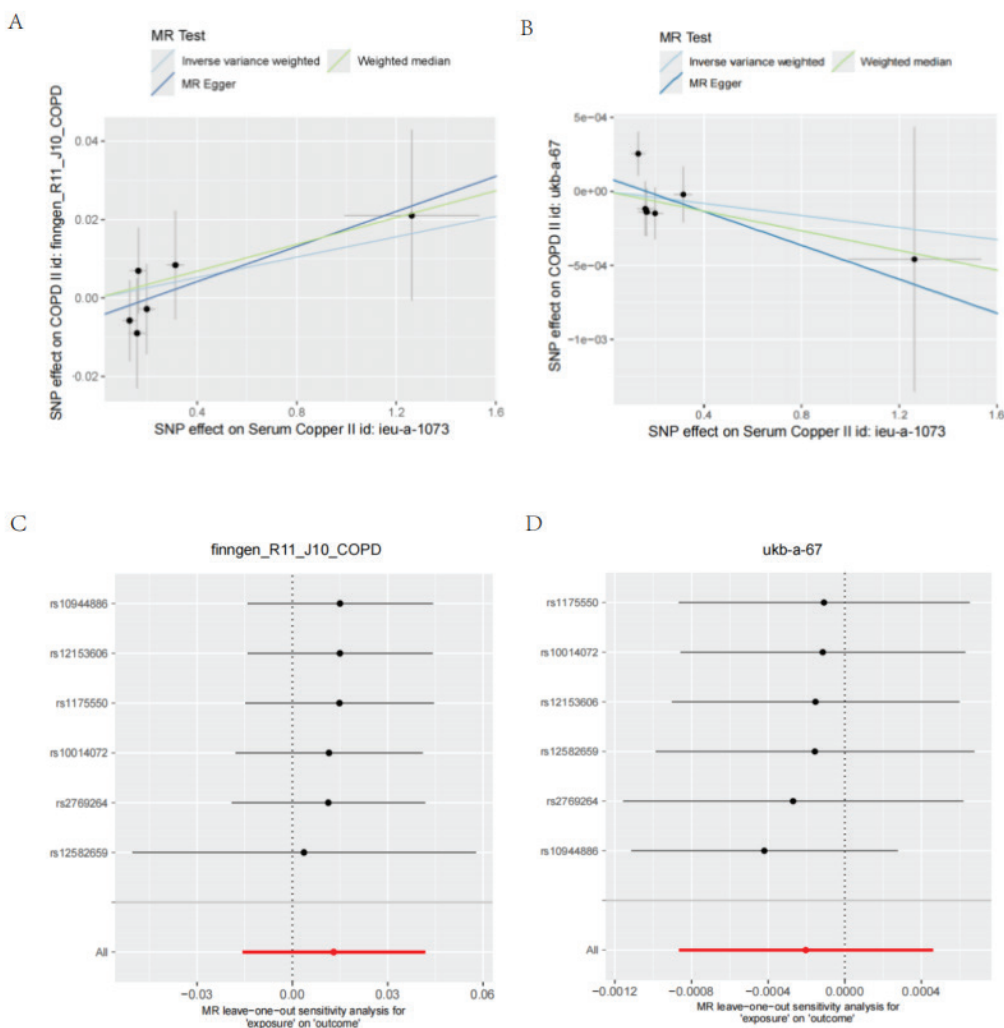 A
MR Test
Inverse variance weighted
Weighted median
MR Egger
SNP effect on COPD II id: finngen_R11_J10_COPD
0.04
0.02
0.00
-0.02
0.4
0.8
1.2
1.6
SNP effect on Serum Copper II id: ieu-a-1073
B
MR Test
Inverse variance weighted
Weighted median
MR Egger
SNP effect on COPD II id: ukb-a-67
5e-04
0e+00
-5e-04
-1e-03
0.4
0.8
1.2
1.6
SNP effect on Serum Copper II id: ieu-a-1073
C
finngen_R11_J10_COPD
rs10944886
rs12153606
rs1175550
rs10014072
rs2769264
rs12582659
All
−0.03
0.00
0.03
0.06
MR leave-one-out sensitivity analysis for
'exposure' on 'outcome'
D
ukb-a-67
rs1175550
rs10014072
rs12153606
rs12582659
rs2769264
rs10944886
All
−0.0012
−0.0008
−0.0004
0.0000
0.0004
MR leave-one-out sensitivity analysis for
'exposure' on 'outcome'